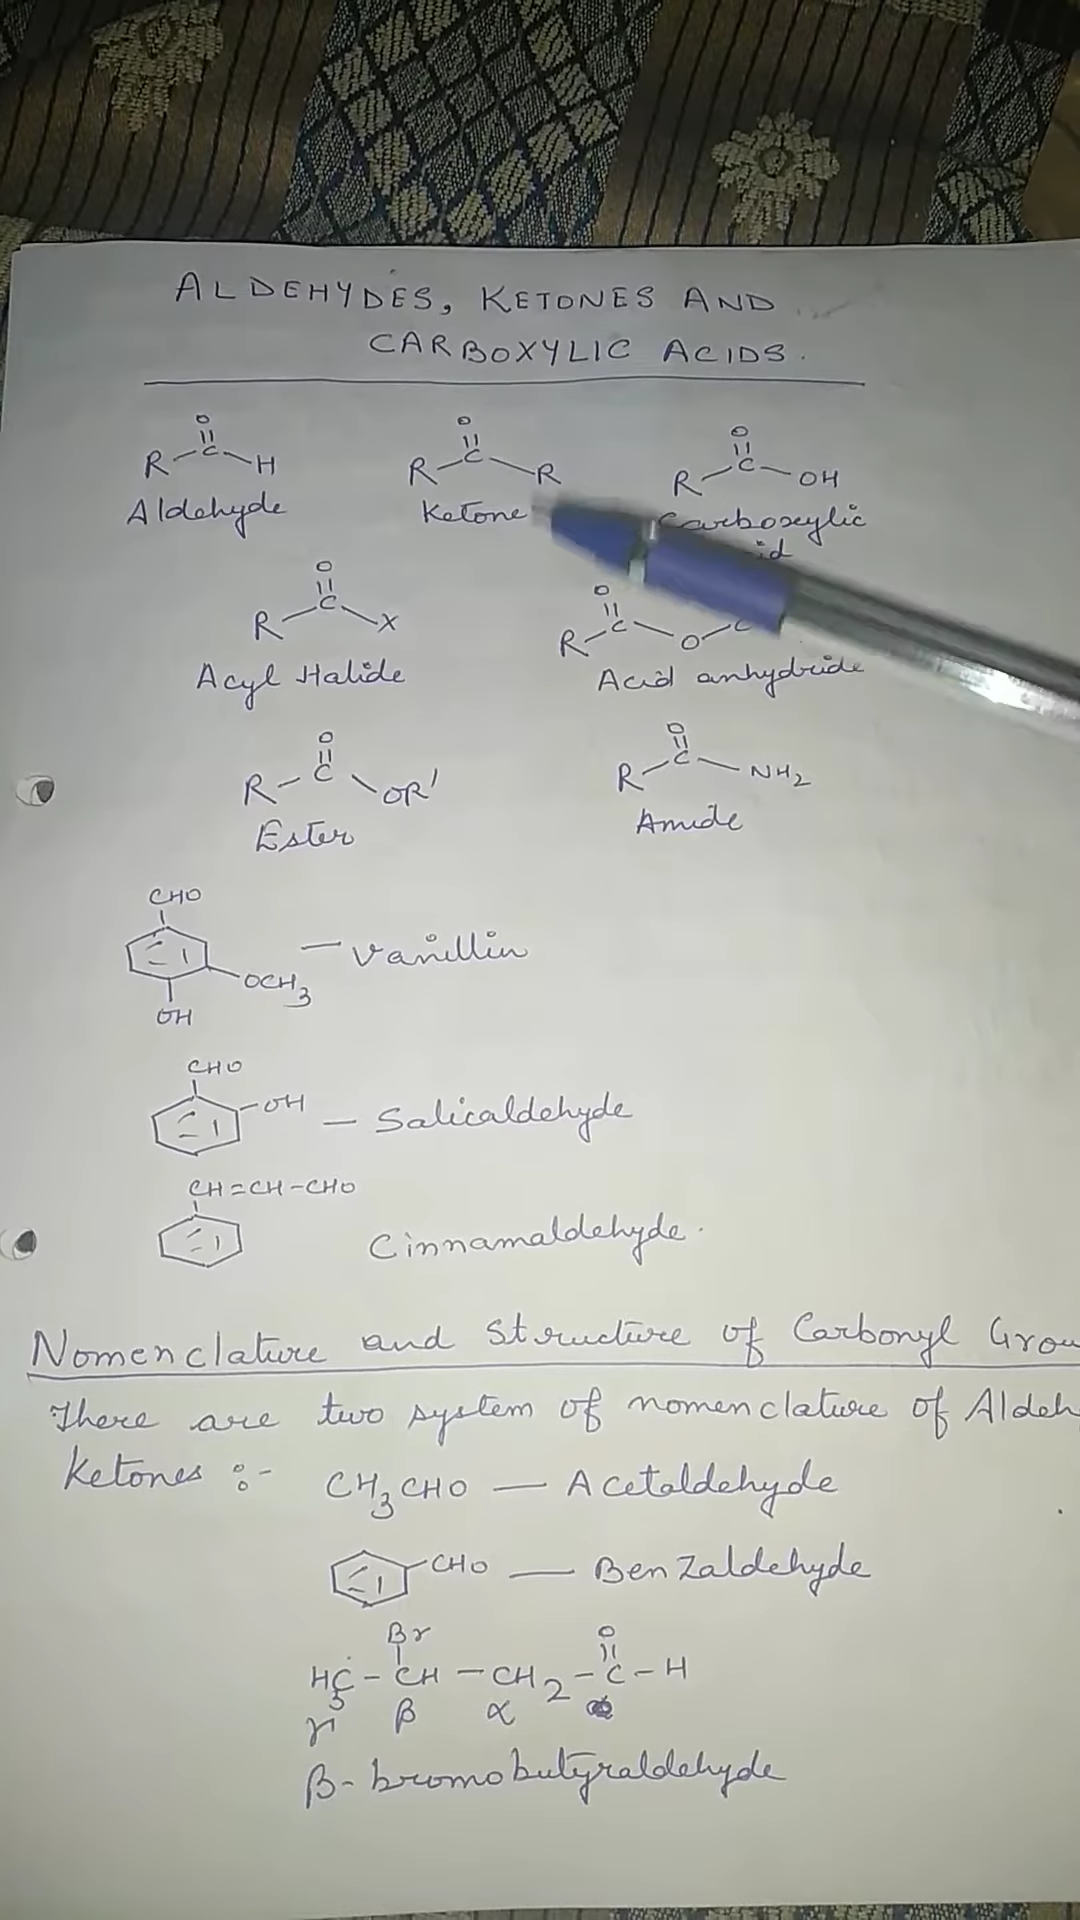 ALDEHYDES, KETONES AND
CARBOXYLIC ACIDS.
O O O
R-C-H R-C-R R-C-OH
Aldehyde Ketone Carboxylic
O O
R-C-X R-C-O-C
Acyl Halide Acid anhydride
O O
R-C-OR' R-C-NH2
Ester Amide
CHO
— Vanillin
OCH3
OH
CHO
OH — Salicaldehyde
CH=CH-CHO
Cinnamaldehyde.
Nomenclature and Structure of Carbonyl
There are two system of nomenclature of
Ketones :- CH3CHO — Acetaldehyde
CHO — Benzaldehyde
Br O
H3C-CH-CH2-C-H
γ β α
β-bromobutyraldehyde